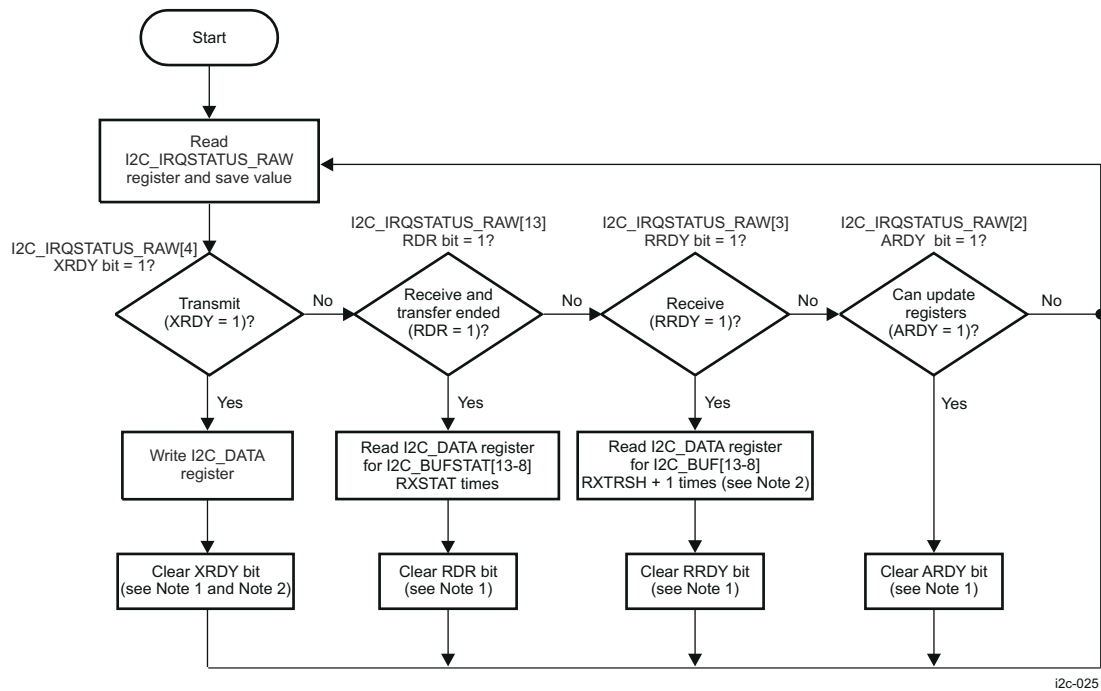 Start
Read
I2C_IRQSTATUS_RAW
register and save value
I2C_IRQSTATUS_RAW[4]
XRDY bit = 1?
I2C_IRQSTATUS_RAW[13]
RDR bit = 1?
I2C_IRQSTATUS_RAW[3]
RRDY bit = 1?
I2C_IRQSTATUS_RAW[2]
ARDY bit = 1?
Transmit
(XRDY = 1)?
No
Receive and
transfer ended
(RDR = 1)?
No
Receive
(RRDY = 1)?
No
Can update
registers
(ARDY = 1)?
No
Yes
Yes
Yes
Yes
Write I2C_DATA
register
Read I2C_DATA register
for I2C_BUFSTAT[13-8]
RXSTAT times
Read I2C_DATA register
for I2C_BUF[13-8]
RXTRSH + 1 times (see Note 2)
Clear XRDY bit
(see Note 1 and Note 2)
Clear RDR bit
(see Note 1)
Clear RRDY bit
(see Note 1)
Clear ARDY bit
(see Note 1)
i2c-025